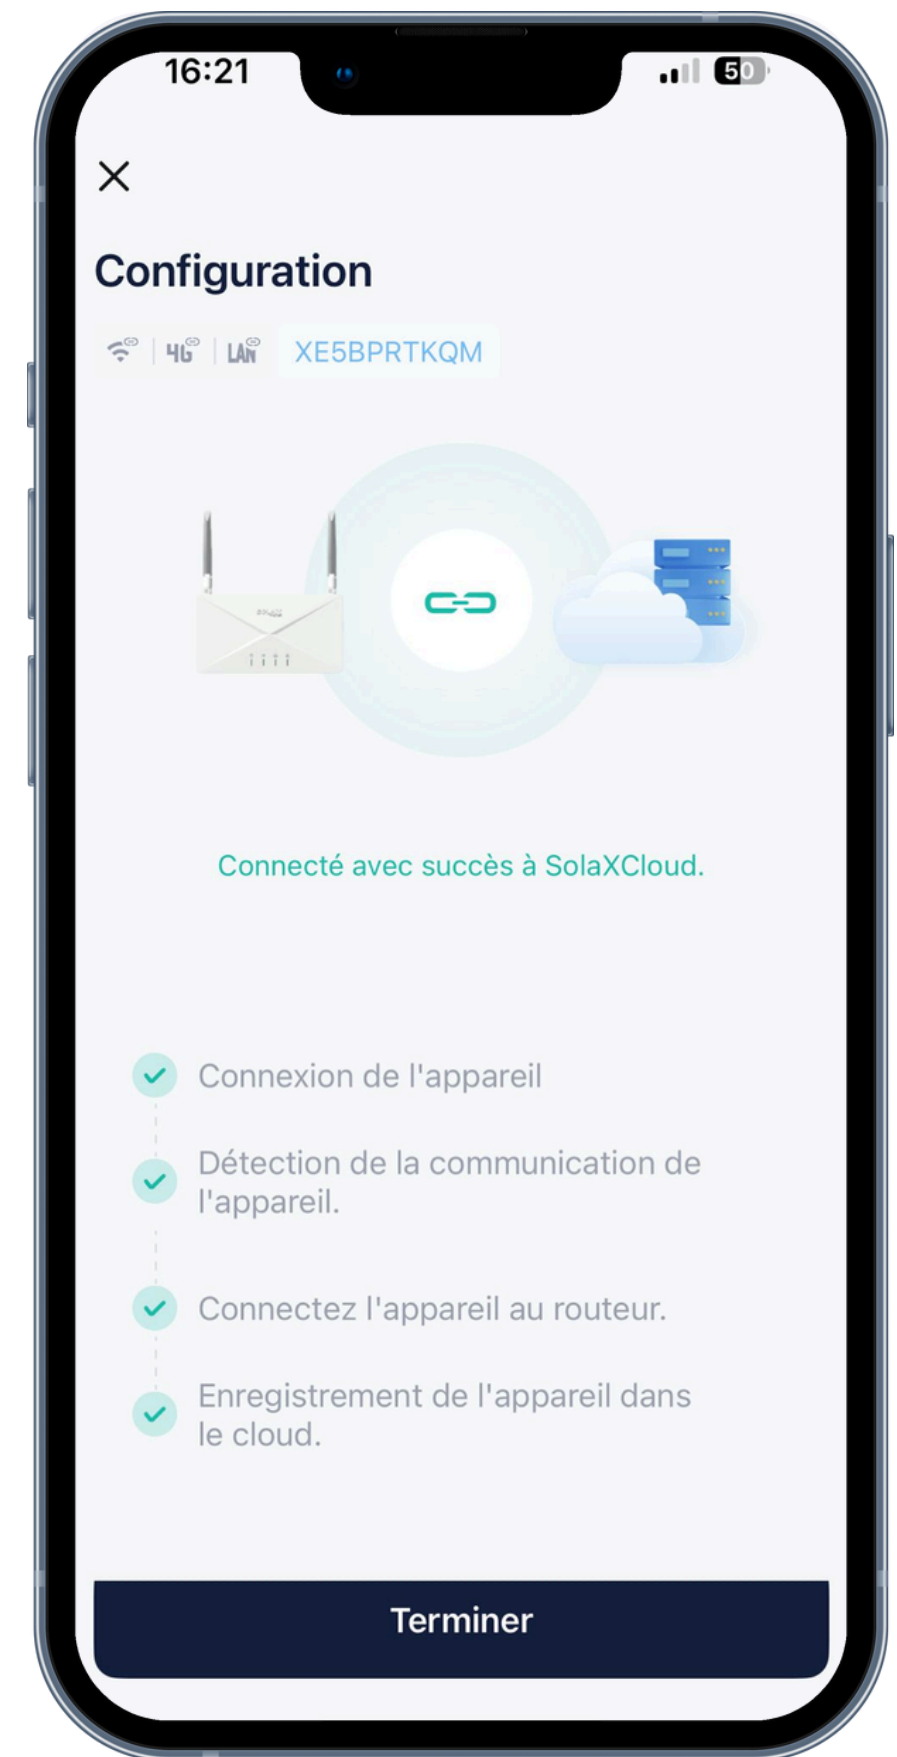 16:21
50
Configuration
4G
LAN
XE5BPRTKQM
SOLAX
Connecté avec succès à SolaXCloud.
Connexion de l'appareil
Détection de la communication de
l'appareil.
Connectez l'appareil au routeur.
Enregistrement de l'appareil dans
le cloud.
Terminer